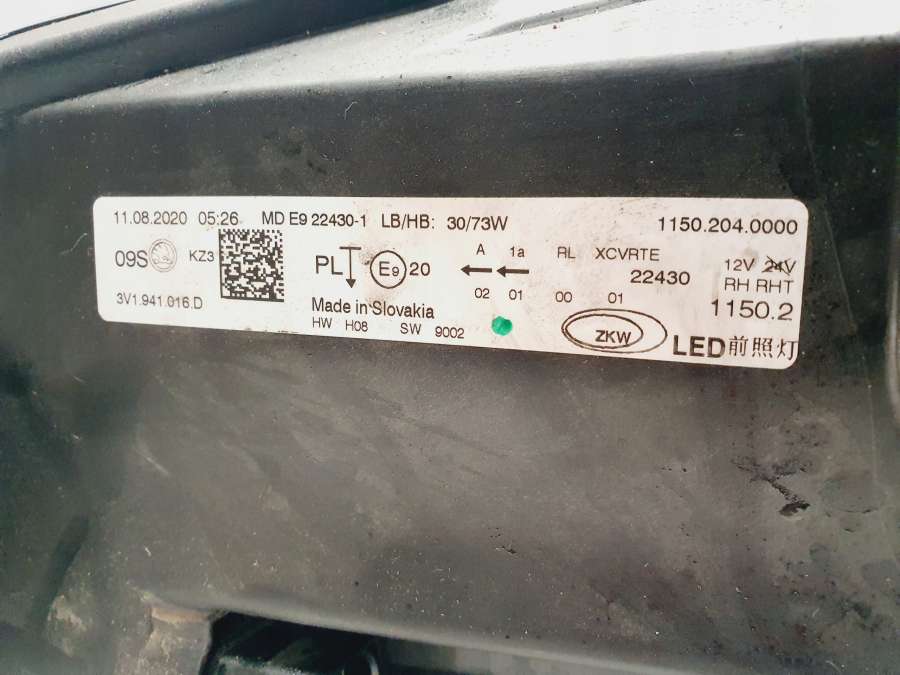 11.08.2020 05:26 MD E9 22430-1 LB/HB: 30/73W 1150.204.0000
09S KZ3 PL E9 20 A 1a RL XCVRTE 12V 24V
22430 RH RHT
02 01 00 01
3V1.941.016.D Made in Slovakia 1150.2
HW H08 SW 9002 ZKW LED前照灯